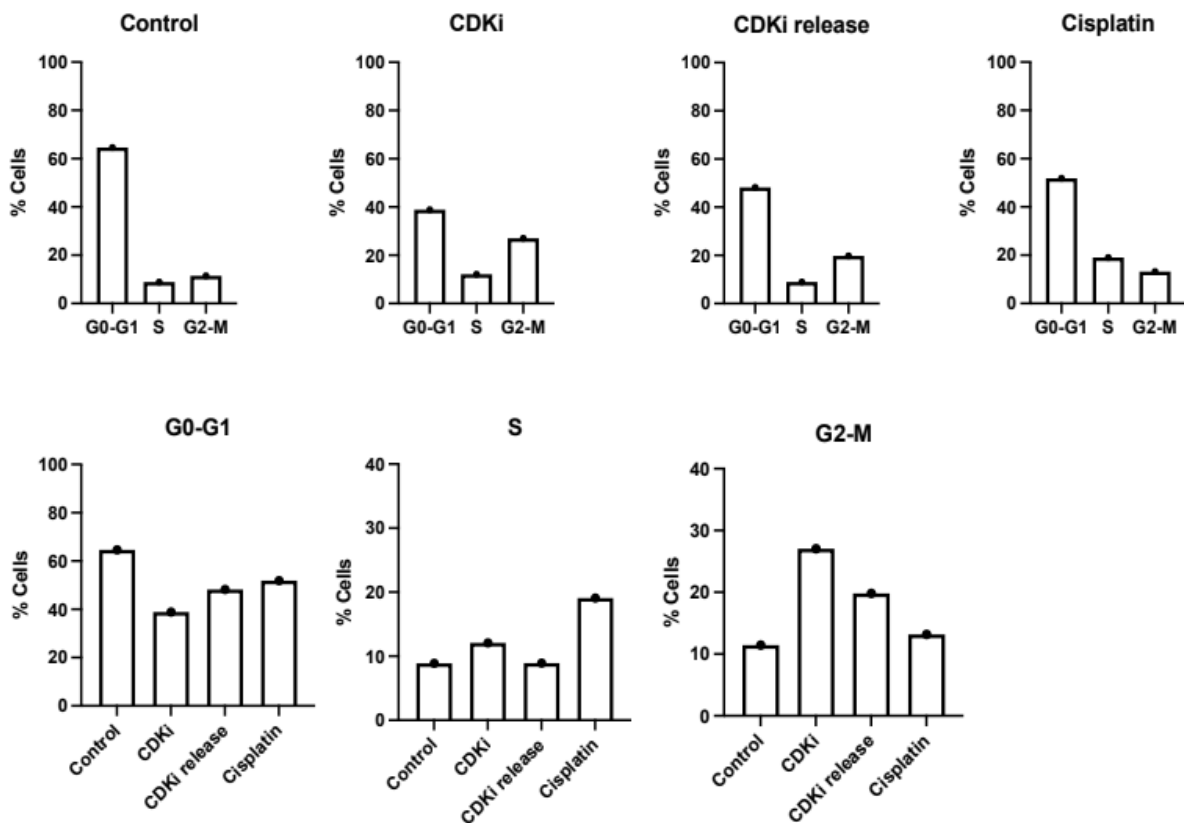 Control
CDKi
CDKi release
Cisplatin
100
80
60
40
20
0
% Cells
G0-G1 S G2-M
100
80
60
40
20
0
% Cells
G0-G1 S G2-M
100
80
60
40
20
0
% Cells
G0-G1 S G2-M
100
80
60
40
20
0
% Cells
G0-G1 S G2-M
G0-G1
100
80
60
40
20
0
% Cells
Control
CDKi
CDKi release
Cisplatin
S
40
30
20
10
0
% Cells
Control
CDKi
CDKi release
Cisplatin
G2-M
40
30
20
10
0
% Cells
Control
CDKi
CDKi release
Cisplatin